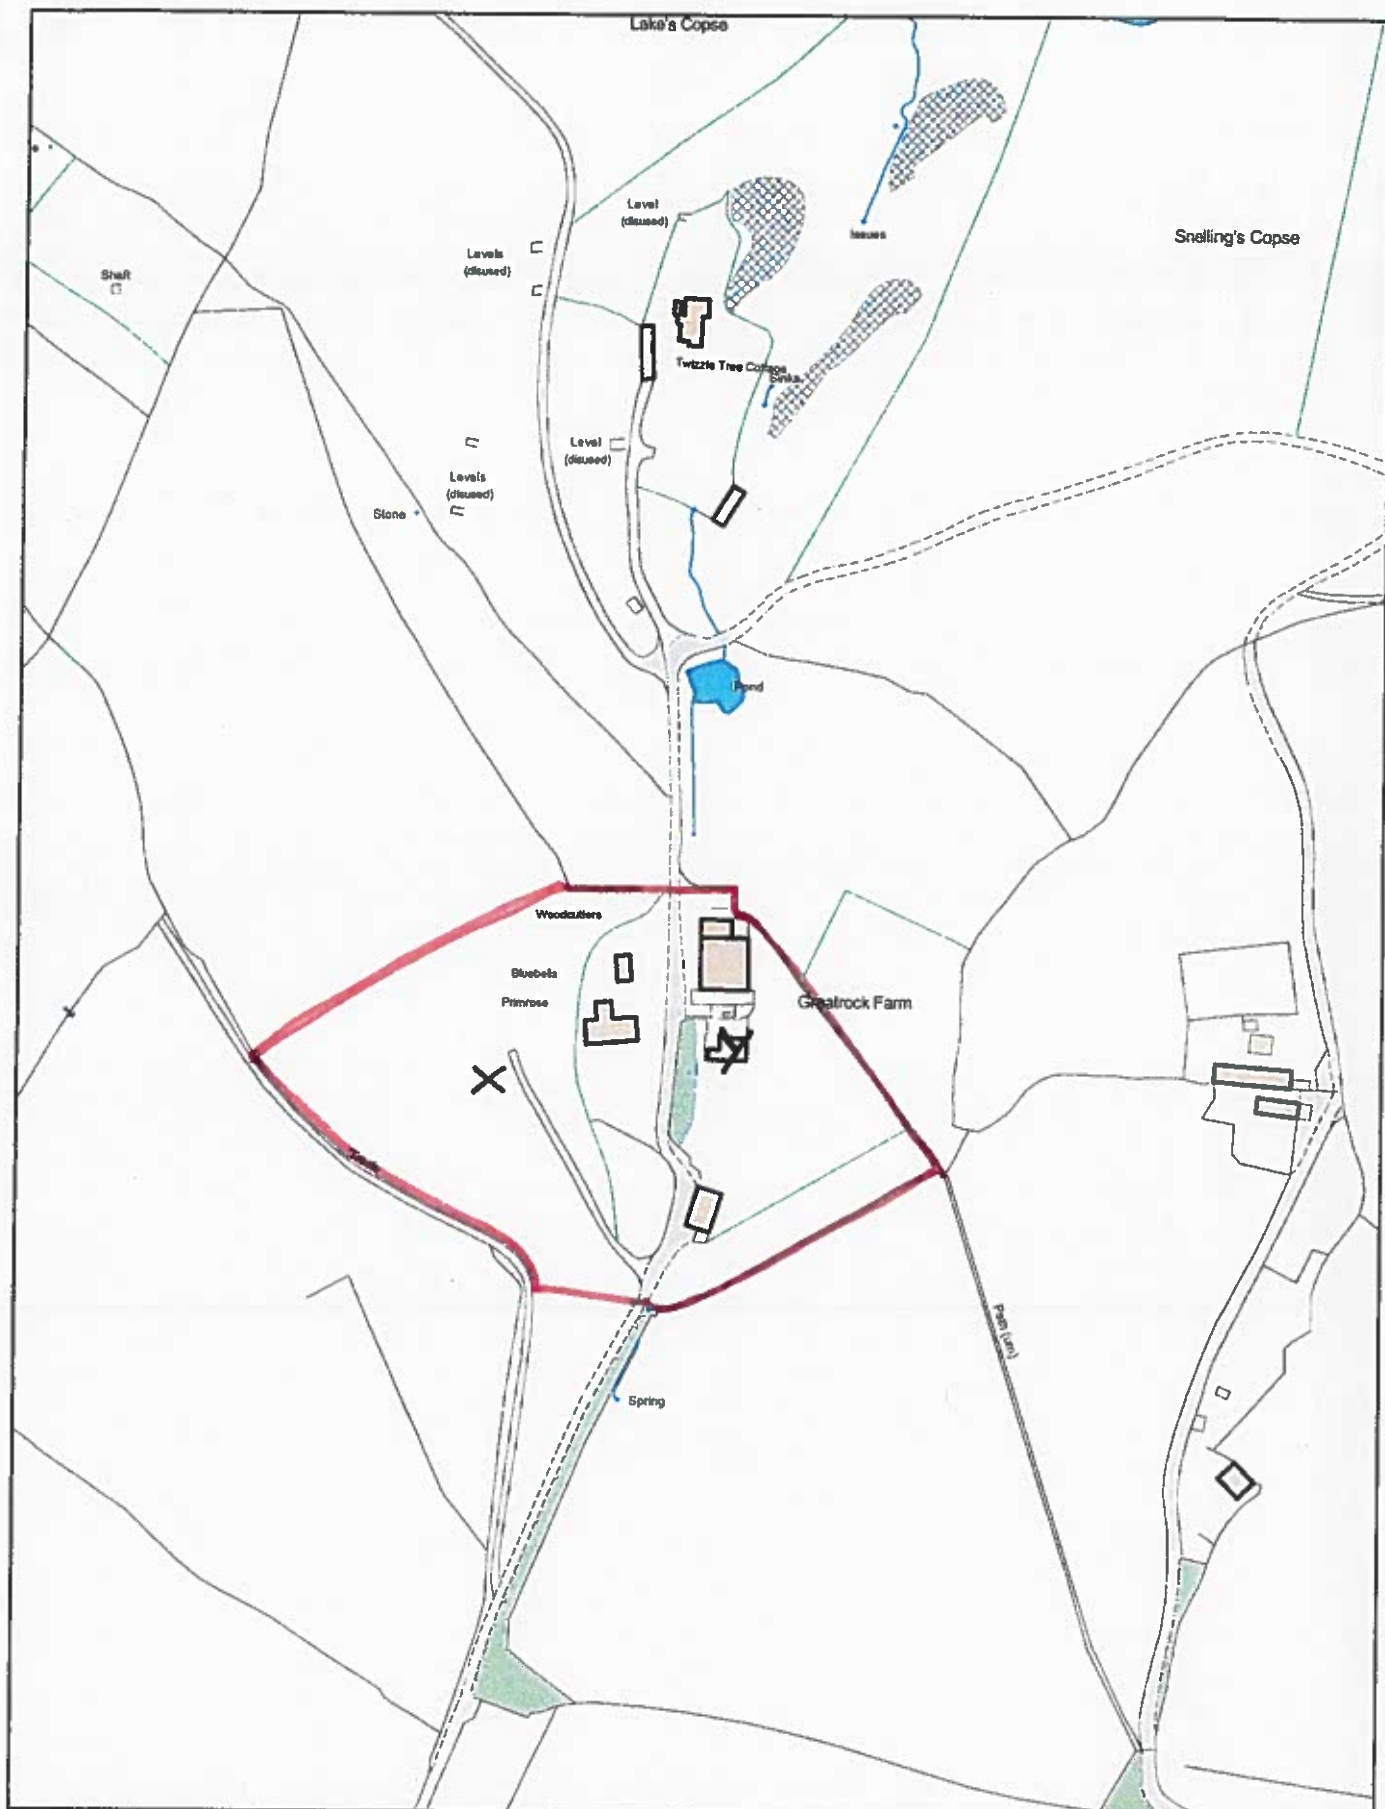 Lake's Copse
Level
(disused)
Issues
Snelling's Copse
Levels
(disused)
Shaft
Twizzle Tree Cottage
Sinks
Level
(disused)
Levels
(disused)
Stone
Pond
Woodcutters
Bluebells
Primrose
Greatrock Farm
Track
Path (um)
Spring